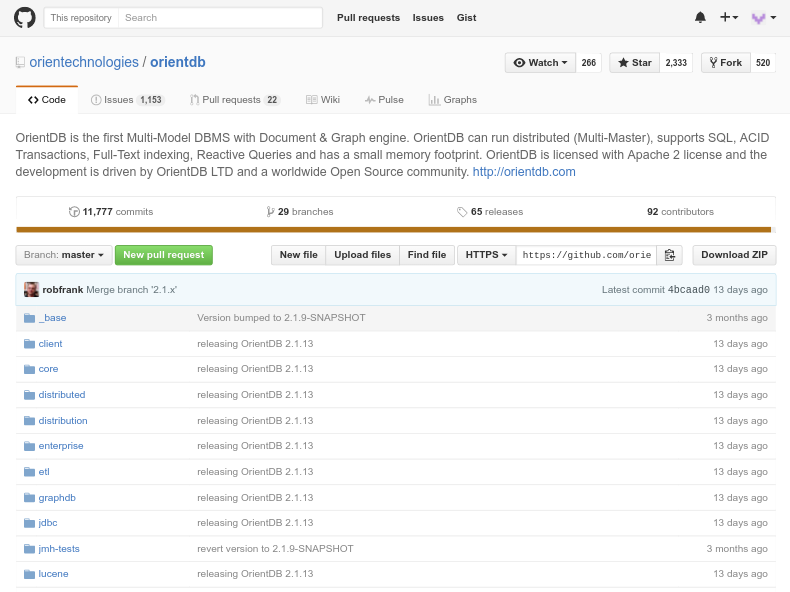 This repository Search Pull requests Issues Gist
orientechnologies / orientdb Watch 266 Star 2,333 Fork 520
Code Issues 1,153 Pull requests 22 Wiki Pulse Graphs
OrientDB is the first Multi-Model DBMS with Document & Graph engine. OrientDB can run distributed (Multi-Master), supports SQL, ACID
Transactions, Full-Text indexing, Reactive Queries and has a small memory footprint. OrientDB is licensed with Apache 2 license and the
development is driven by OrientDB LTD and a worldwide Open Source community. http://orientdb.com
11,777 commits 29 branches 65 releases 92 contributors
Branch: master New pull request New file Upload files Find file HTTPS https://github.com/orie Download ZIP
robfrank Merge branch '2.1.x' Latest commit 4bcaad0 13 days ago
_base Version bumped to 2.1.9-SNAPSHOT 3 months ago
client releasing OrientDB 2.1.13 13 days ago
core releasing OrientDB 2.1.13 13 days ago
distributed releasing OrientDB 2.1.13 13 days ago
distribution releasing OrientDB 2.1.13 13 days ago
enterprise releasing OrientDB 2.1.13 13 days ago
etl releasing OrientDB 2.1.13 13 days ago
graphdb releasing OrientDB 2.1.13 13 days ago
jdbc releasing OrientDB 2.1.13 13 days ago
jmh-tests revert version to 2.1.9-SNAPSHOT 3 months ago
lucene releasing OrientDB 2.1.13 13 days ago